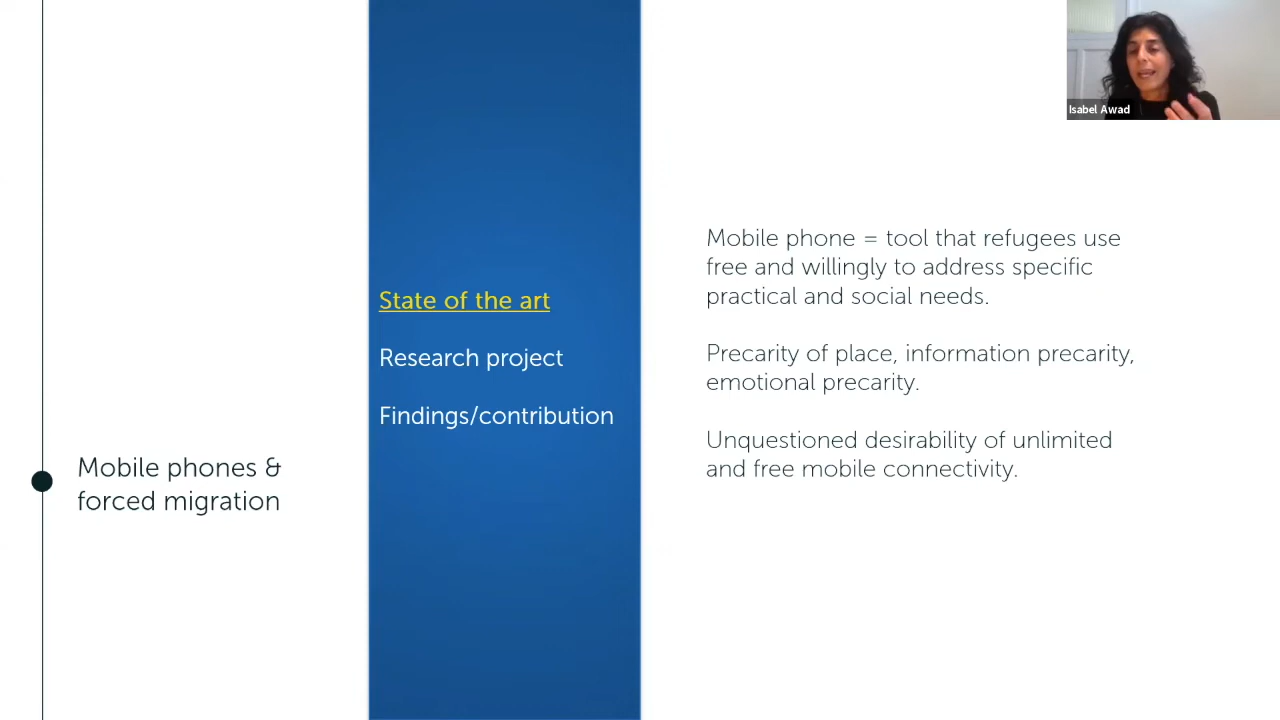 Mobile phones &
forced migration
State of the art
Research project
Findings/contribution
Mobile phone = tool that refugees use
free and willingly to address specific
practical and social needs.
Precarity of place, information precarity,
emotional precarity.
Unquestioned desirability of unlimited
and free mobile connectivity.
Isabel Awad